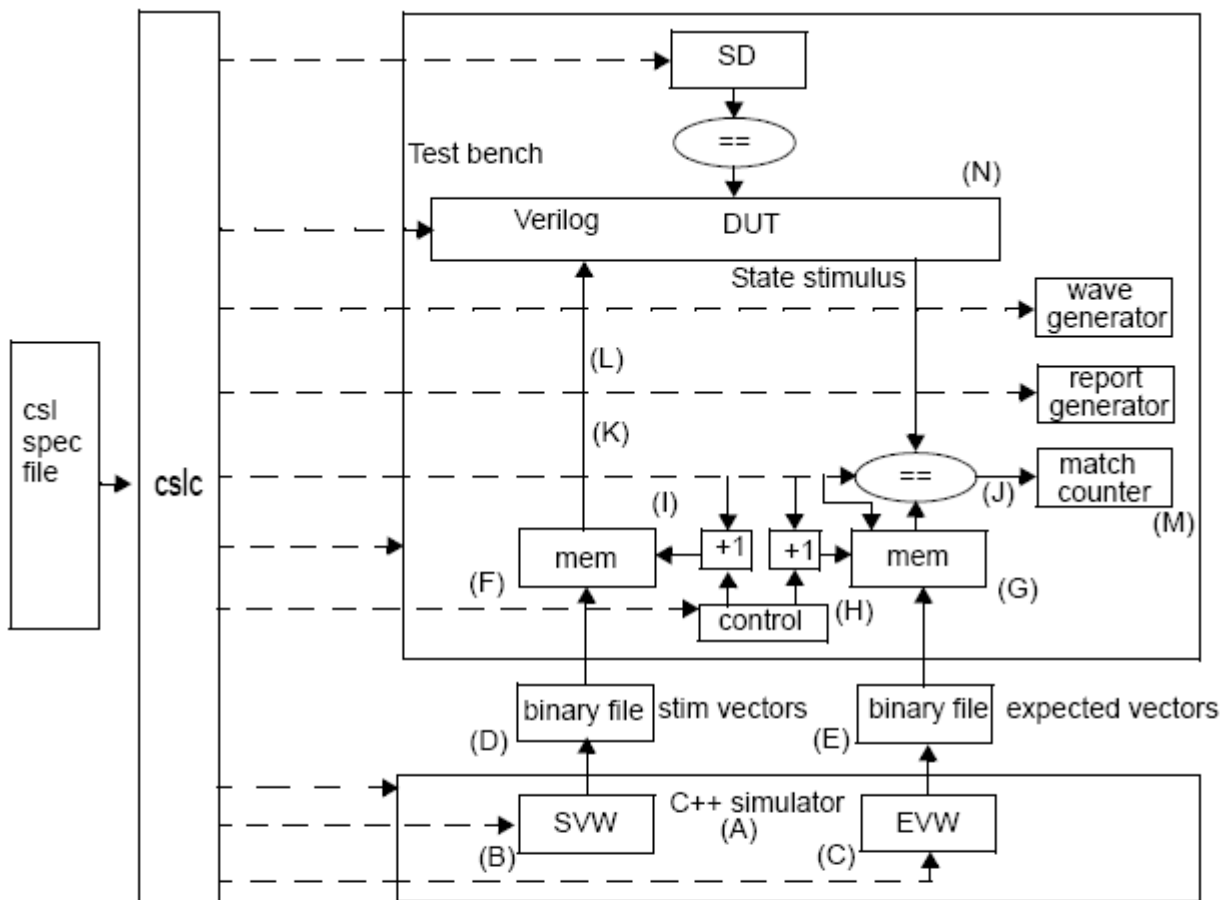 SD
==
Test bench
(N)
Verilog
DUT
State stimulus
wave
generator
(L)
report
generator
csl
spec
file
(K)
cslc
==
(J)
match
counter
(M)
(I)
+1
+1
mem
mem
(F)
(G)
(H)
control
binary file
stim vectors
binary file
expected vectors
(D)
(E)
C++ simulator
(A)
SVW
EVW
(B)
(C)